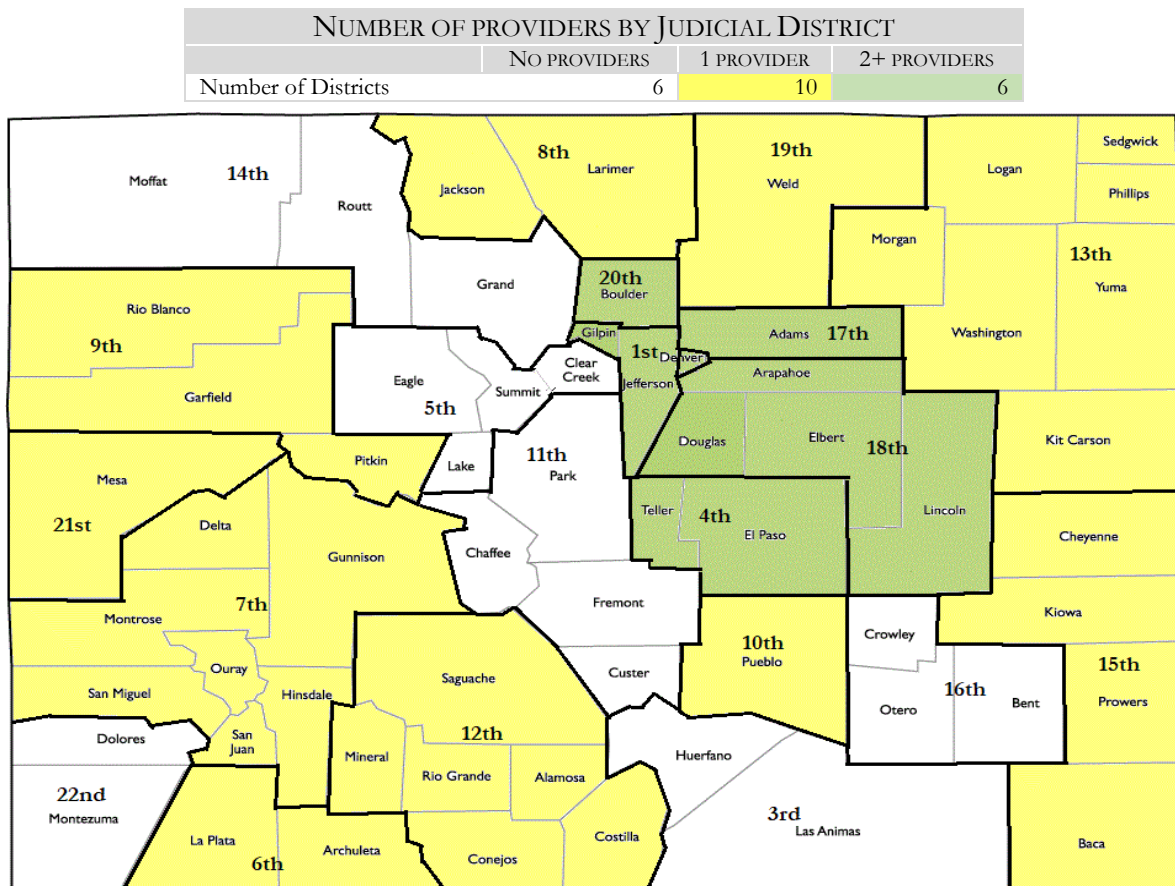 NUMBER OF PROVIDERS BY JUDICIAL DISTRICT
NO PROVIDERS 1 PROVIDER 2+ PROVIDERS
Number of Districts 6 10 6
Moffat
14th
Routt
Jackson
8th
Larimer
19th
Weld
Logan
Sedgwick
Phillips
Morgan
13th
Yuma
Washington
Grand
20th
Boulder
Rio Blanco
9th
Garfield
Gilpin
1st
Jefferson
Denver
Adams
17th
Arapahoe
Clear
Creek
Eagle
5th
Summit
Douglas
Elbert
18th
Lincoln
Kit Carson
Mesa
21st
Pitkin
Lake
11th
Park
Delta
Gunnison
Chaffee
Teller
4th
El Paso
Cheyenne
Kiowa
Montrose
7th
Ouray
Fremont
Crowley
10th
Pueblo
Custer
San Miguel
Hinsdale
Saguache
16th
Otero
Bent
15th
Prowers
Dolores
San
Juan
12th
Mineral
Rio Grande
Alamosa
Huerfano
22nd
Montezuma
La Plata
6th
Archuleta
Conejos
Costilla
3rd
Las Animas
Baca